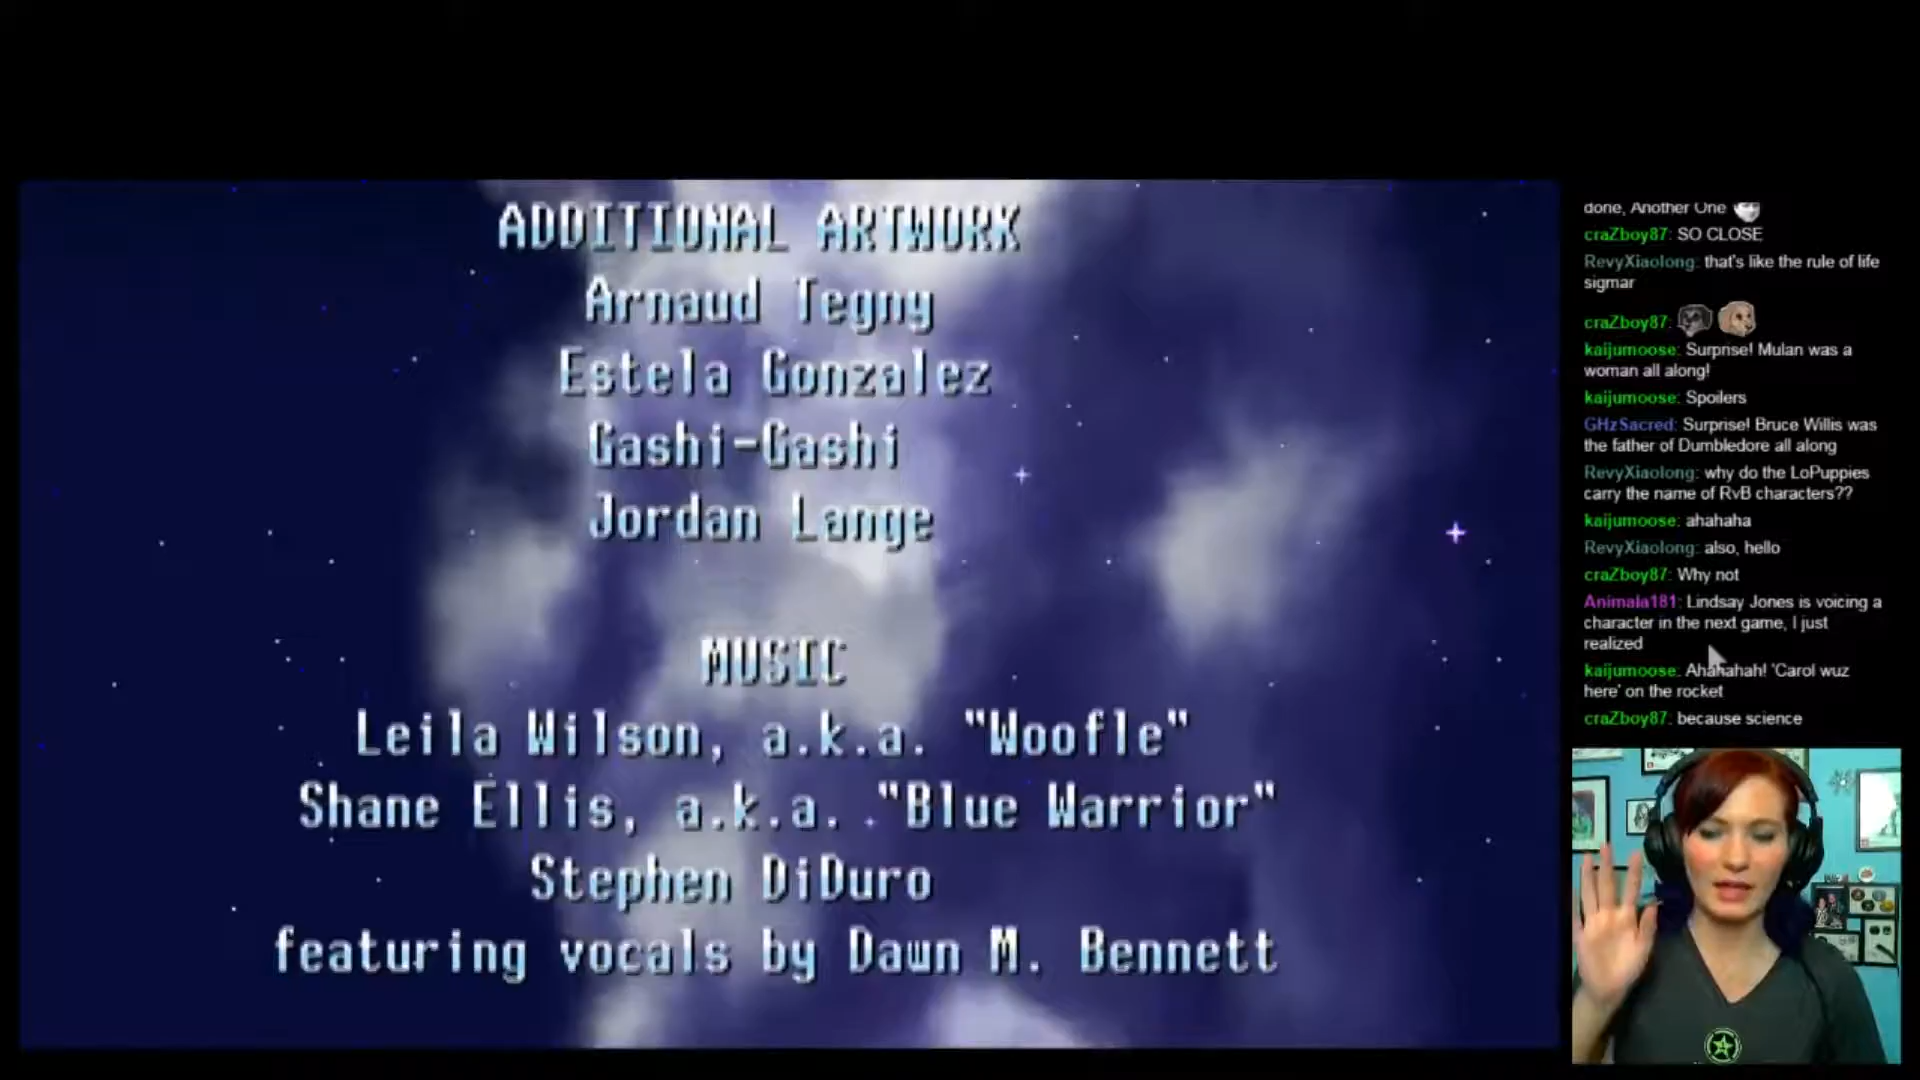 ADDITIONAL ARTWORK
Arnaud Tegny
Estela Gonzalez
Gashi-Gashi
Jordan Lange
MUSIC
Leila Wilson, a.k.a. "Woofle"
Shane Ellis, a.k.a. "Blue Warrior"
Stephen DiDuro
featuring vocals by Dawn M. Bennett
done, Another One
craZboy87: SO CLOSE
RevyXiaolong: that's like the rule of life
sigmar
craZboy87:
kaijumoose: Surprise! Mulan was a
woman all along!
kaijumoose: Spoilers
GHzSacred: Surprise! Bruce Willis was
the father of Dumbledore all along
RevyXiaolong: why do the LoPuppies
carry the name of RvB characters??
kaijumoose: ahahaha
RevyXiaolong: also, hello
craZboy87: Why not
Animala181: Lindsay Jones is voicing a
character in the next game, I just
realized
kaijumoose: Ahahahah! 'Carol wuz
here' on the rocket
craZboy87: because science